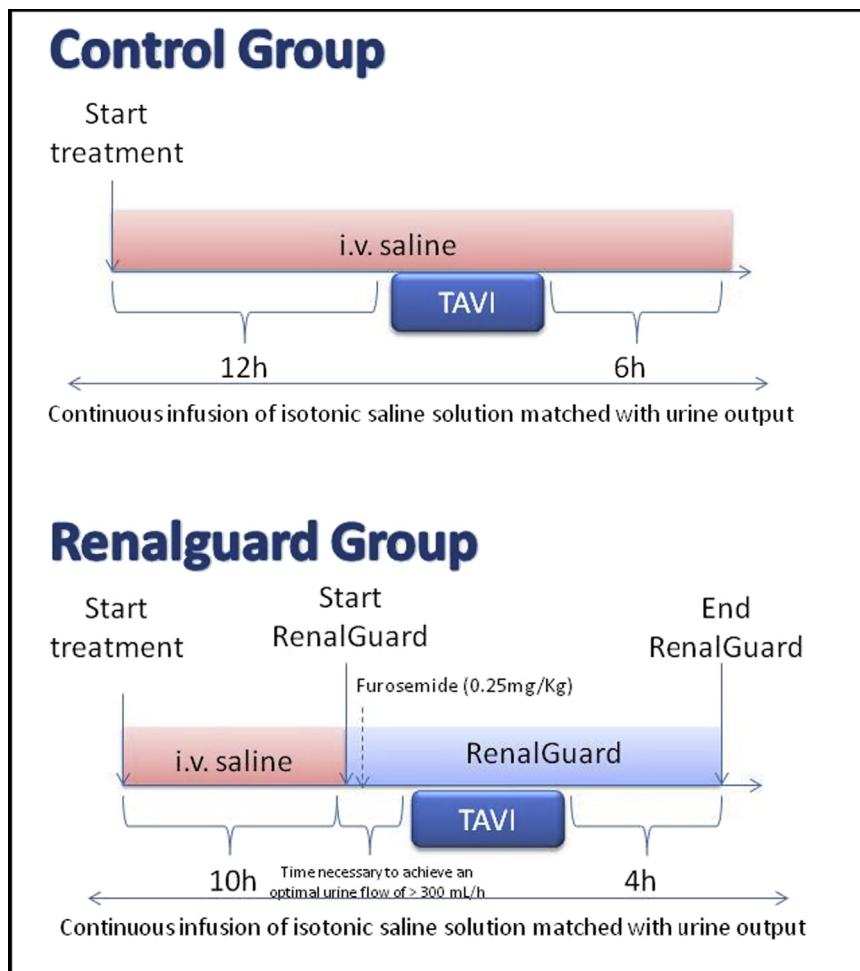 Control Group
Start
treatment
i.v. saline
TAVI
12h
6h
Continuous infusion of isotonic saline solution matched with urine output
Renalguard Group
Start
treatment
Start
RenalGuard
End
RenalGuard
Furosemide (0.25mg/Kg)
i.v. saline
RenalGuard
TAVI
10h
Time necessary to achieve an
optimal urine flow of > 300 mL/h
4h
Continuous infusion of isotonic saline solution matched with urine output